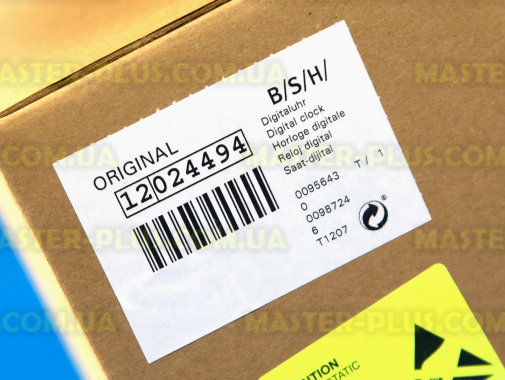 B/S/H/
Digitaluhr
Digital clock
Horloge digitale
Reloj digital
Saat-dijital
ORIGINAL
12024494
0095643 T/ 1
0
0098724
6
T1207
®
STATIC
MASTER-PLUS.COM.UA